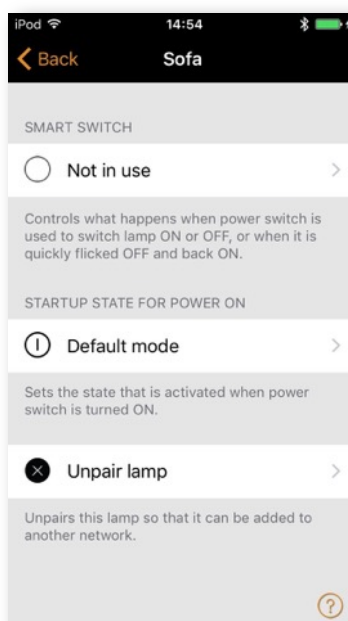 iPod 14:54
Back Sofa
SMART SWITCH
Not in use
Controls what happens when power switch is
used to switch lamp ON or OFF, or when it is
quickly flicked OFF and back ON.
STARTUP STATE FOR POWER ON
Default mode
Sets the state that is activated when power
switch is turned ON.
Unpair lamp
Unpairs this lamp so that it can be added to
another network.
?